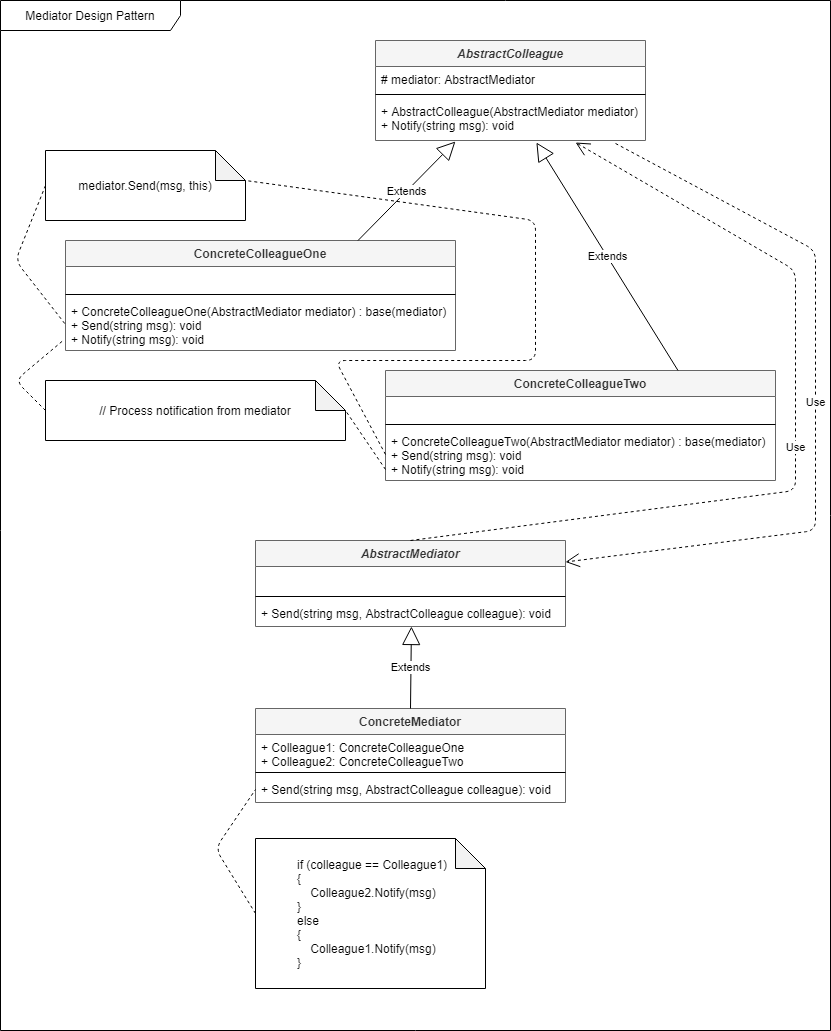 Mediator Design Pattern
AbstractColleague
# mediator: AbstractMediator
+ AbstractColleague(AbstractMediator mediator)
+ Notify(string msg): void
mediator.Send(msg, this)
Extends
Extends
ConcreteColleagueOne
+ ConcreteColleagueOne(AbstractMediator mediator) : base(mediator)
+ Send(string msg): void
+ Notify(string msg): void
ConcreteColleagueTwo
+ ConcreteColleagueTwo(AbstractMediator mediator) : base(mediator)
+ Send(string msg): void
+ Notify(string msg): void
// Process notification from mediator
Use
Use
AbstractMediator
+ Send(string msg, AbstractColleague colleague): void
Extends
ConcreteMediator
+ Colleague1: ConcreteColleagueOne
+ Colleague2: ConcreteColleagueTwo
+ Send(string msg, AbstractColleague colleague): void
if (colleague == Colleague1)
{
Colleague2.Notify(msg)
}
else
{
Colleague1.Notify(msg)
}